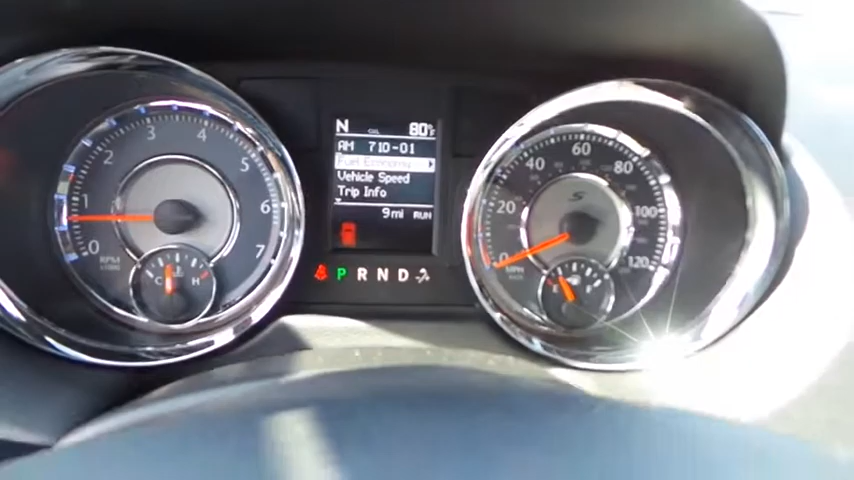 N 80°F
AM 710-01
Fuel Economy
Vehicle Speed
Trip Info
9mi RUN
P R N D
0 1 2 3 4 5 6 7
RPM
C H
0 20 40 60 80 100 120
MPH
S
E